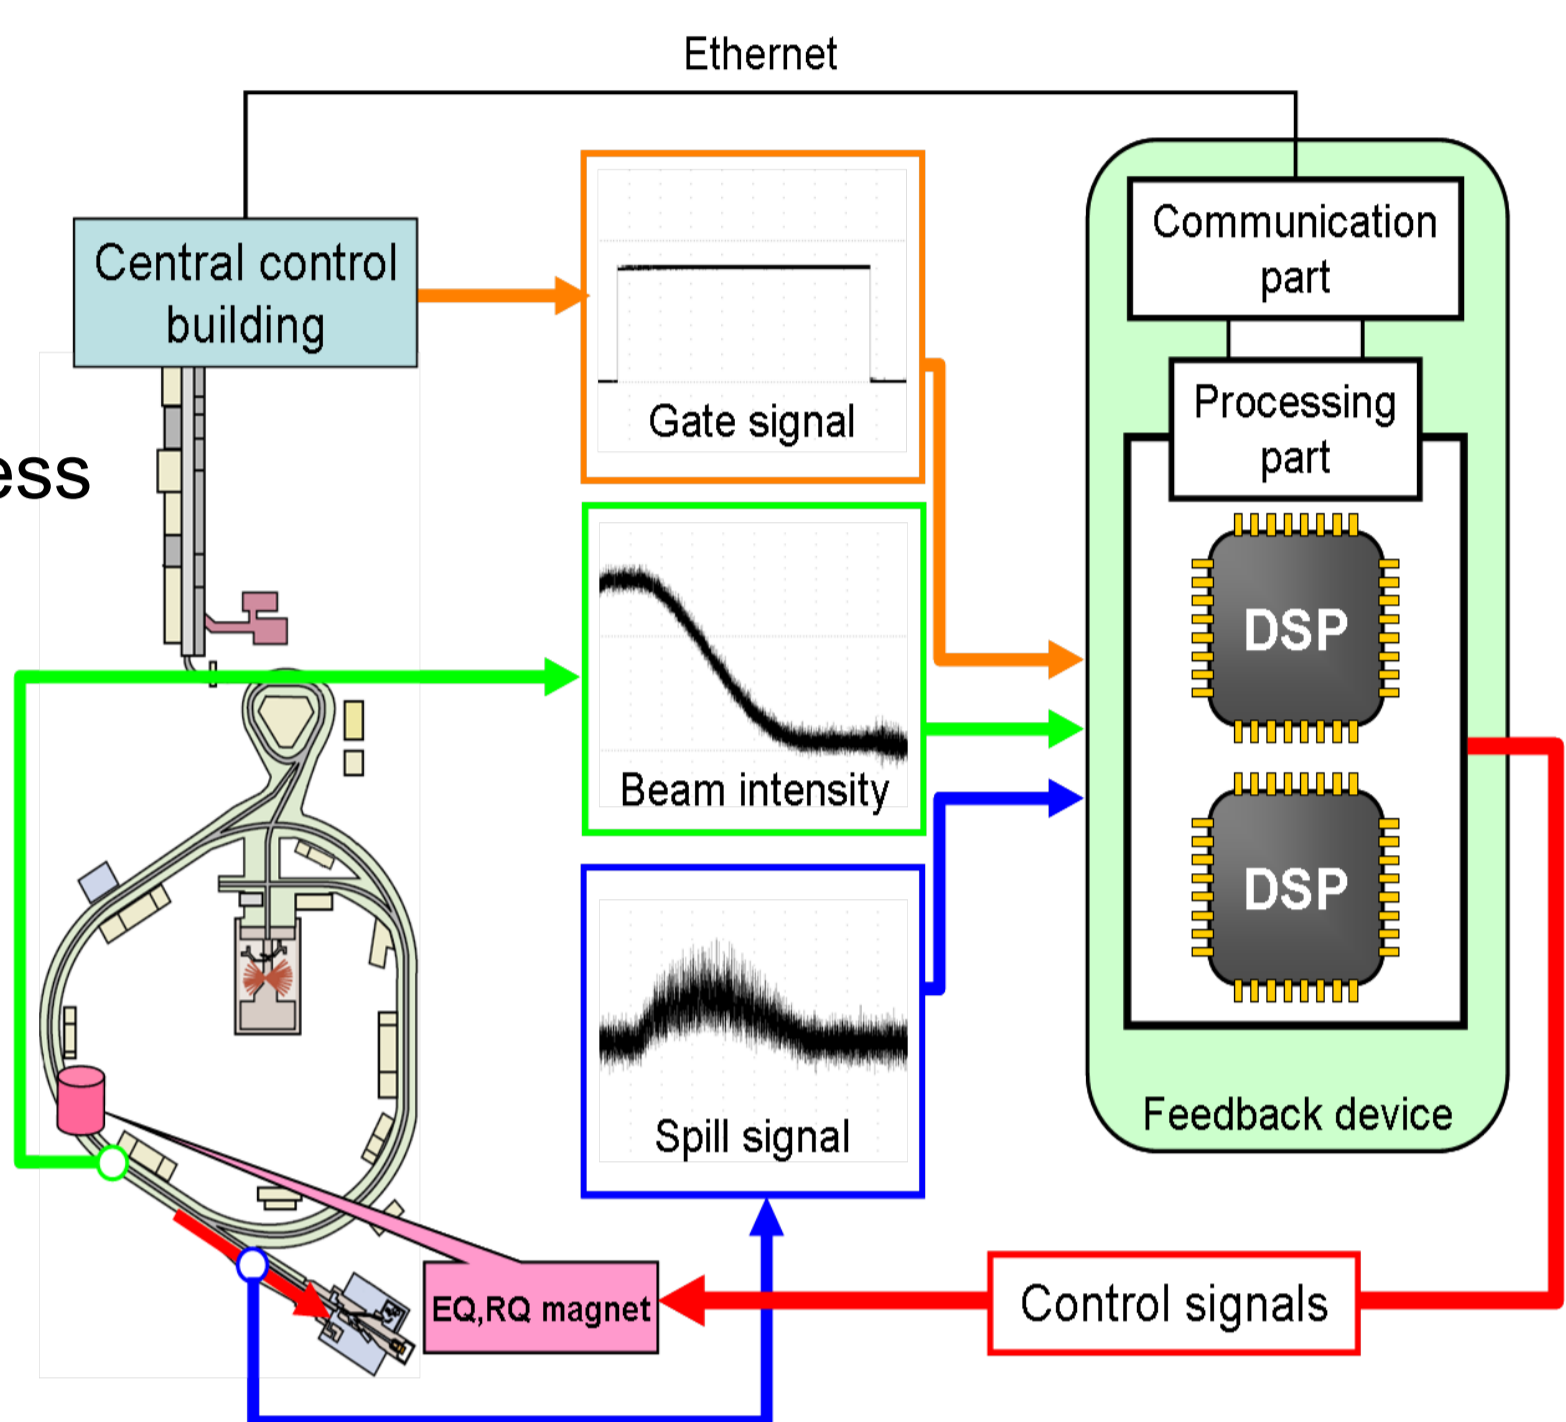 Ethernet
Central control
building
Gate signal
Communication
part
Processing
part
ess
DSP
Beam intensity
DSP
Spill signal
Feedback device
EQ,RQ magnet
Control signals